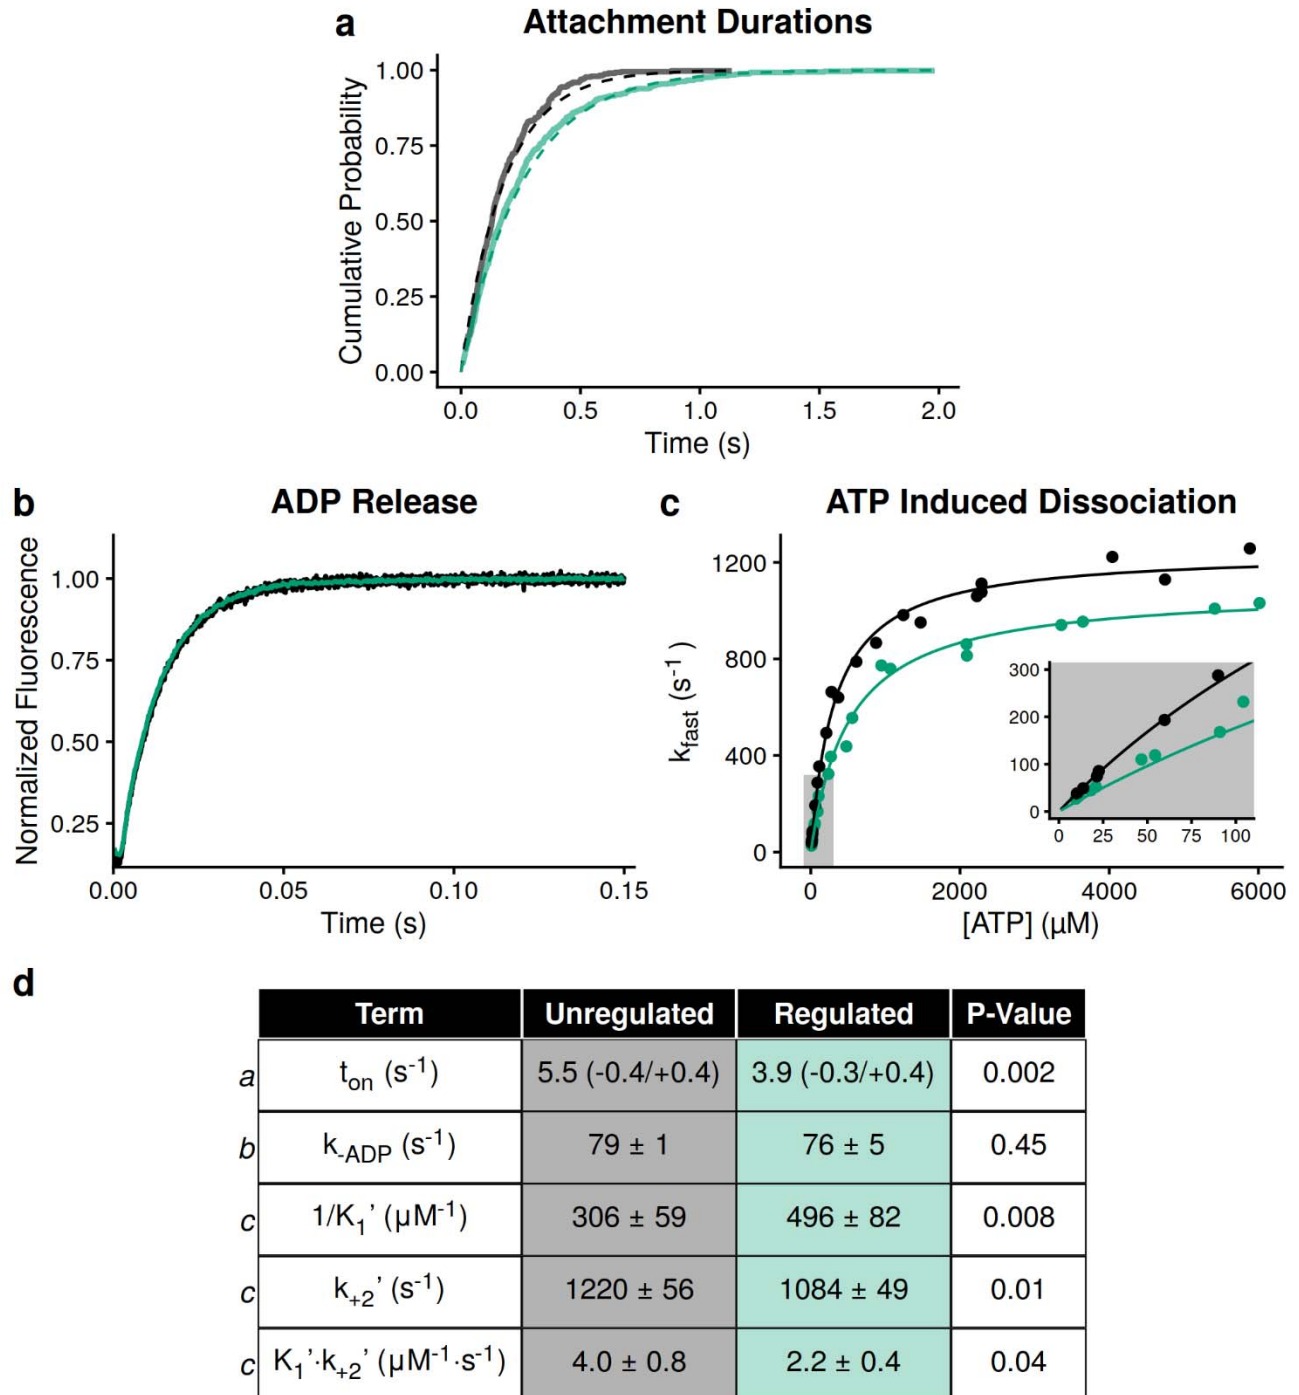 a Attachment Durations
Cumulative Probability
1.00
0.75
0.50
0.25
0.00
0.0 0.5 1.0 1.5 2.0
Time (s)
b ADP Release
Normalized Fluorescence
1.00
0.75
0.50
0.25
0.00 0.05 0.10 0.15
Time (s)
c ATP Induced Dissociation
k_fast (s⁻¹)
1200
800
400
0
0 2000 4000 6000
[ATP] (µM)
300
200
100
0
0 25 50 75 100
d
Term Unregulated Regulated P-Value
a t_on (s⁻¹) 5.5 (-0.4/+0.4) 3.9 (-0.3/+0.4) 0.002
b k_-ADP (s⁻¹) 79 ± 1 76 ± 5 0.45
c 1/K₁' (µM⁻¹) 306 ± 59 496 ± 82 0.008
c k₊₂' (s⁻¹) 1220 ± 56 1084 ± 49 0.01
c K₁'·k₊₂' (µM⁻¹·s⁻¹) 4.0 ± 0.8 2.2 ± 0.4 0.04